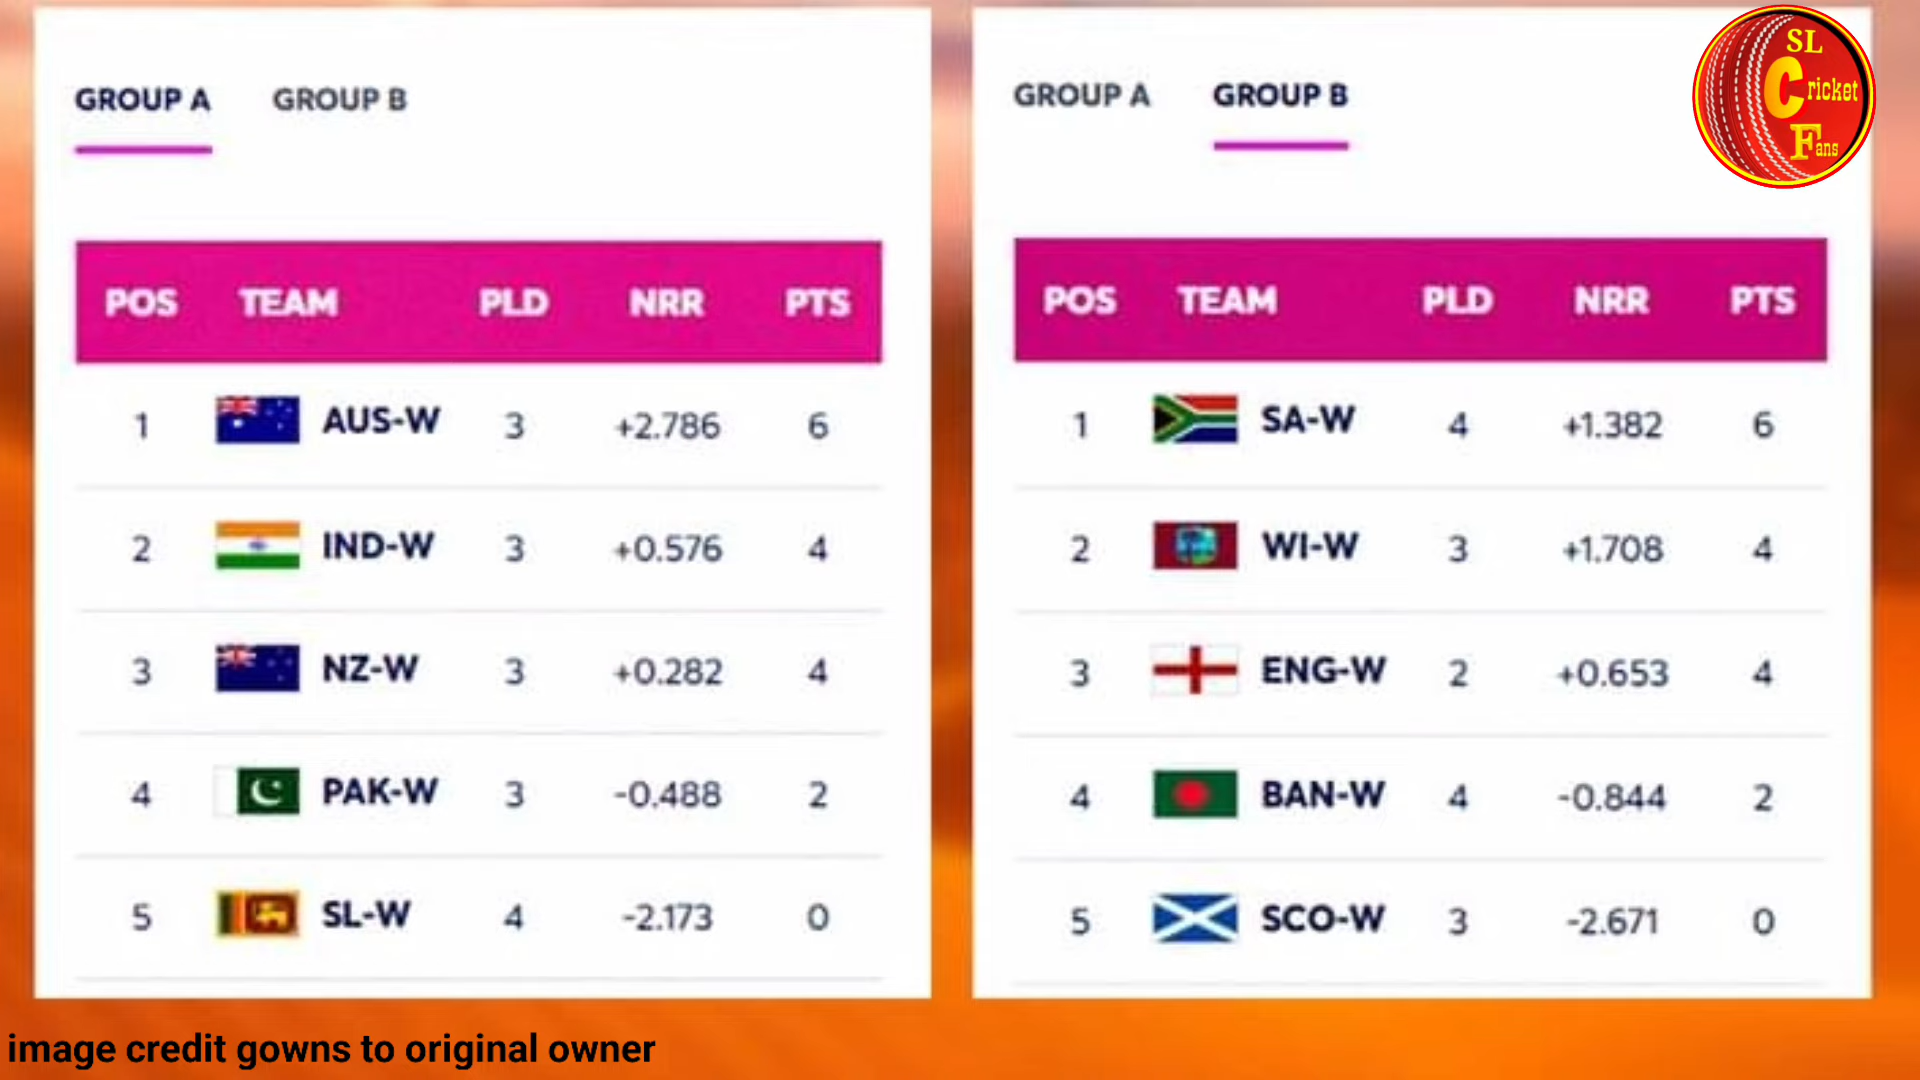 GROUP A GROUP B
POS TEAM PLD NRR PTS
1 AUS-W 3 +2.786 6
2 IND-W 3 +0.576 4
3 NZ-W 3 +0.282 4
4 PAK-W 3 -0.488 2
5 SL-W 4 -2.173 0
GROUP A GROUP B
POS TEAM PLD NRR PTS
1 SA-W 4 +1.382 6
2 WI-W 3 +1.708 4
3 ENG-W 2 +0.653 4
4 BAN-W 4 -0.844 2
5 SCO-W 3 -2.671 0
SL
Cricket
Fans
image credit gowns to original owner